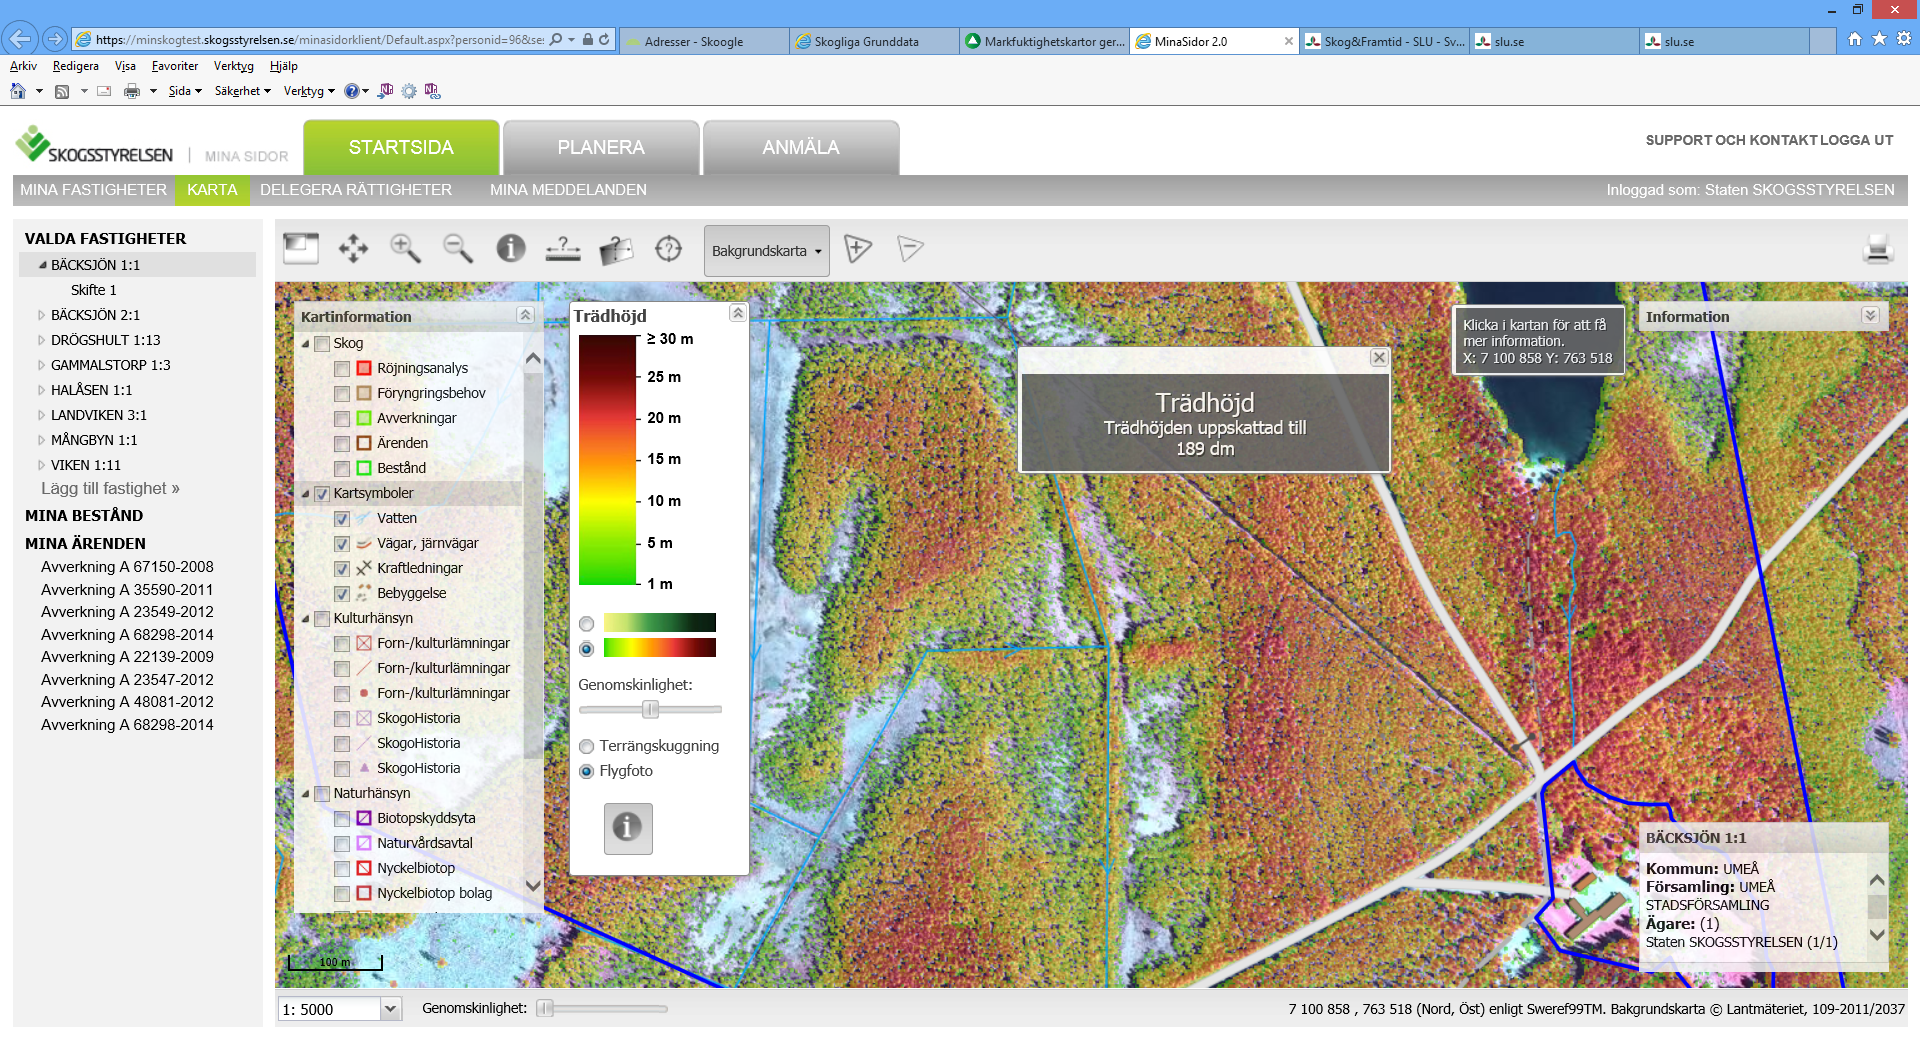 https://minskogtest.skogsstyrelsen.se/minasidorklient/Default.aspx?personid=96&se:
Adresser - Skoogle
Skogliga Grunddata
Markfuktighetskartor ger...
MinaSidor 2.0
Skog&Framtid - SLU - Sv...
slu.se
slu.se
Arkiv Redigera Visa Favoriter Verktyg Hjälp
Sida Säkerhet Verktyg
SKOGSSTYRELSEN | MINA SIDOR
STARTSIDA PLANERA ANMÄLA
SUPPORT OCH KONTAKT LOGGA UT
MINA FASTIGHETER KARTA DELEGERA RÄTTIGHETER MINA MEDDELANDEN
Inloggad som: Staten SKOGSSTYRELSEN
VALDA FASTIGHETER
BÄCKSJÖN 1:1
Skifte 1
BÄCKSJÖN 2:1
DRÖGSHULT 1:13
GAMMALSTORP 1:3
HALÅSEN 1:1
LANDVIKEN 3:1
MÅNGBYN 1:1
VIKEN 1:11
Lägg till fastighet »
MINA BESTÅND
MINA ÄRENDEN
Avverkning A 67150-2008
Avverkning A 35590-2011
Avverkning A 23549-2012
Avverkning A 68298-2014
Avverkning A 22139-2009
Avverkning A 23547-2012
Avverkning A 48081-2012
Avverkning A 68298-2014
Bakgrundskarta
Kartinformation
Skog
Röjningsanalys
Föryngringsbehov
Avverkningar
Ärenden
Bestånd
Kartsymboler
Vatten
Vägar, järnvägar
Kraftledningar
Bebyggelse
Kulturhänsyn
Forn-/kulturlämningar
Forn-/kulturlämningar
Forn-/kulturlämningar
SkogoHistoria
SkogoHistoria
SkogoHistoria
Naturhänsyn
Biotopskyddsyta
Naturvårdsavtal
Nyckelbiotop
Nyckelbiotop bolag
Trädhöjd
≥ 30 m
25 m
20 m
15 m
10 m
5 m
1 m
Genomskinlighet:
Terrängskuggning
Flygfoto
Trädhöjd
Trädhöjden uppskattad till
189 dm
Klicka i kartan för att få
mer information.
X: 7 100 858 Y: 763 518
Information
BÄCKSJÖN 1:1
Kommun: UMEÅ
Församling: UMEÅ
STADSFÖRSAMLING
Ägare: (1)
Staten SKOGSSTYRELSEN (1/1)
100 m
1: 5000
Genomskinlighet:
7 100 858 , 763 518 (Nord, Öst) enligt Sweref99TM. Bakgrundskarta © Lantmäteriet, 109-2011/2037